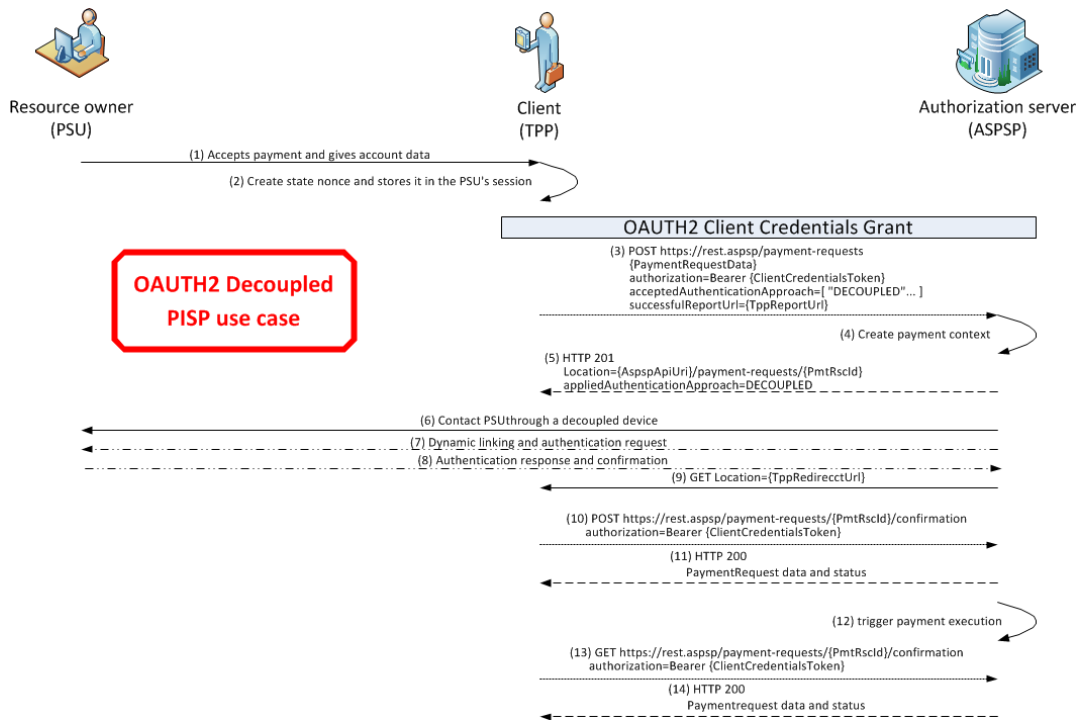 Resource owner
(PSU)
Client
(TPP)
Authorization server
(ASPSP)
(1) Accepts payment and gives account data
(2) Create state nonce and stores it in the PSU's session
OAUTH2 Client Credentials Grant
(3) POST https://rest.aspsp/payment-requests
{PaymentRequestData}
authorization=Bearer {ClientCredentialsToken}
acceptedAuthenticationApproach=[ "DECOUPLED"... ]
successfulReportUrl={TppReportUrl}
OAUTH2 Decoupled
PISP use case
(4) Create payment context
(5) HTTP 201
Location={AspspApiUri}/payment-requests/{PmtRscId}
appliedAuthenticationApproach=DECOUPLED
(6) Contact PSUthrough a decoupled device
(7) Dynamic linking and authentication request
(8) Authentication response and confirmation
(9) GET Location={TppRedirecctUrl}
(10) POST https://rest.aspsp/payment-requests/{PmtRscId}/confirmation
authorization=Bearer {ClientCredentialsToken}
(11) HTTP 200
PaymentRequest data and status
(12) trigger payment execution
(13) GET https://rest.aspsp/payment-requests/{PmtRscId}/confirmation
authorization=Bearer {ClientCredentialsToken}
(14) HTTP 200
Paymentrequest data and status